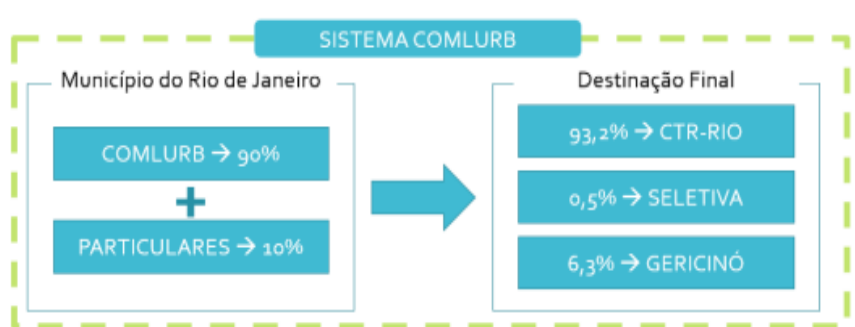 SISTEMA COMLURB
Município do Rio de Janeiro
COMLURB → 90%
+
PARTICULARES → 10%
Destinação Final
93,2% → CTR-RIO
0,5% → SELETIVA
6,3% → GERICINÓ